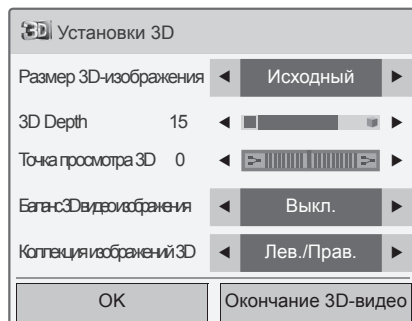 3D Установки 3D
Размер 3D-изображения Исходный
3D Depth 15
Точка просмотра 3D 0
Баланс 3D видеоизображения Выкл.
Коллекция изображений 3D Лев./Прав.
OK Окончание 3D-видео